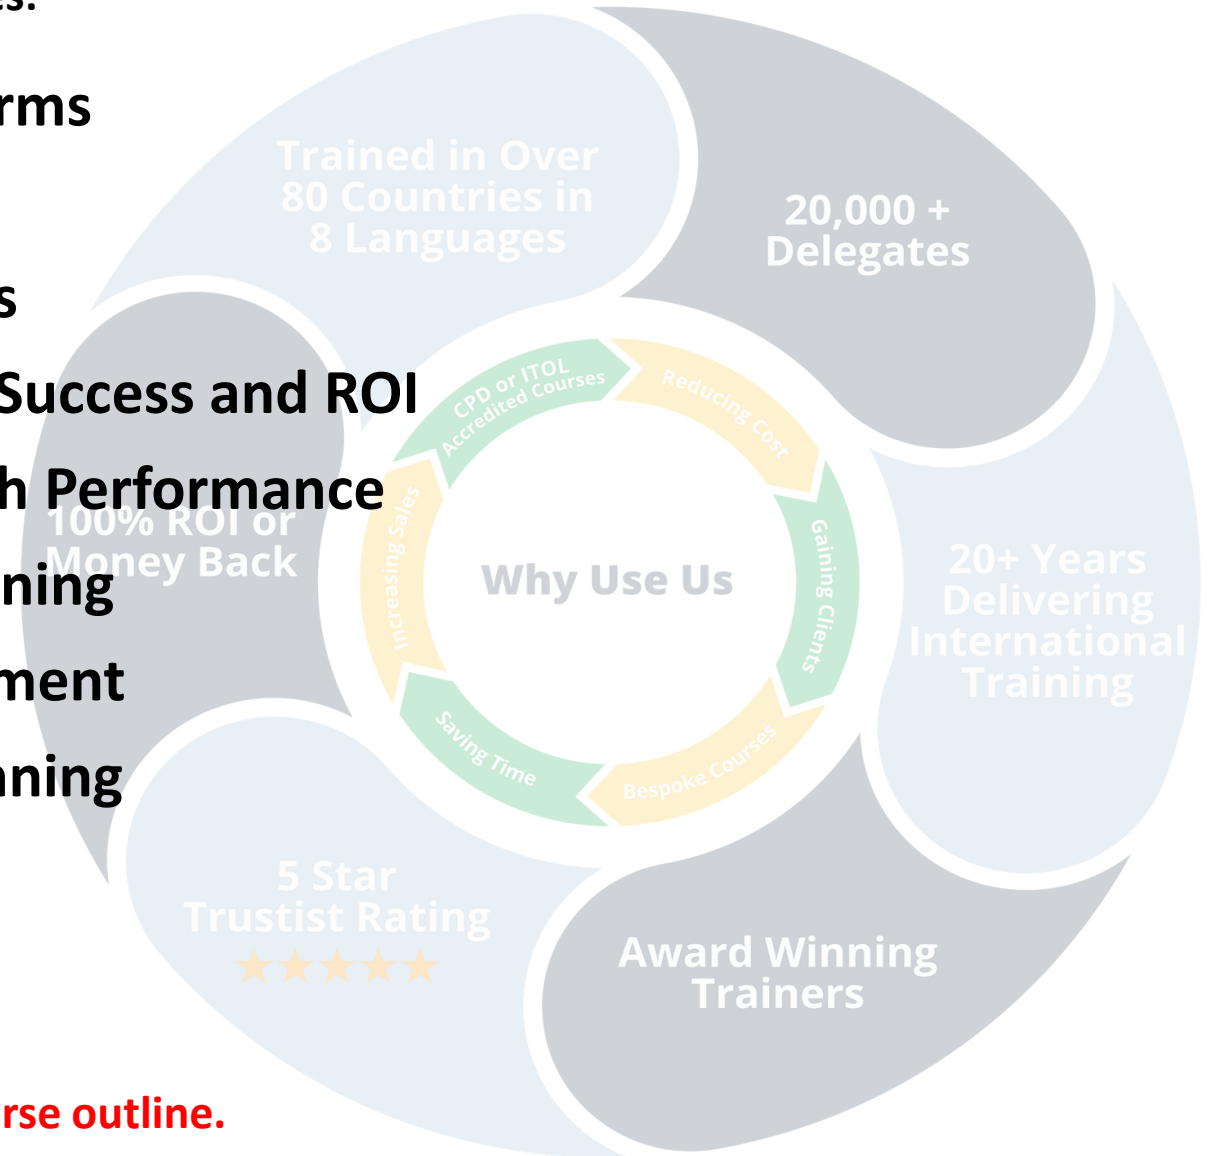 es:
rms
s
Success and ROI
h Performance
ning
ment
nning
rse outline.
Trained in Over
80 Countries in
8 Languages
20,000 +
Delegates
20+ Years
Delivering
International
Training
Award Winning
Trainers
5 Star
Trustist Rating
100% ROI or
Money Back
CPD or ITOL
Accredited Courses
Reducing Cost
Gaining Clients
Bespoke Courses
Saving Time
Increasing Sales
Why Use Us